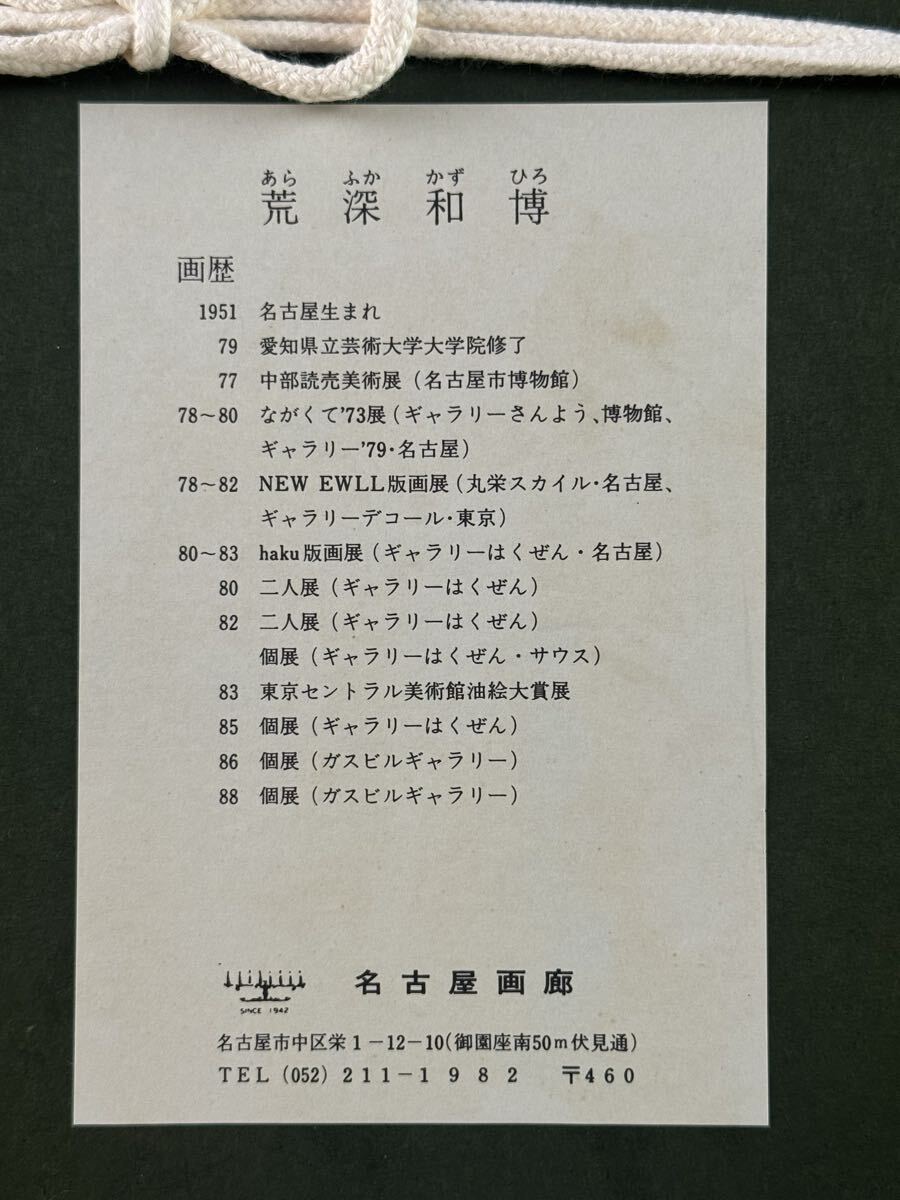 あら ふか かず ひろ
荒深和博
画歴
1951 名古屋生まれ
79 愛知県立芸術大学大学院修了
77 中部読売美術展(名古屋市博物館)
78〜80 ながくて'73展(ギャラリーさんよう、博物館、
ギャラリー'79・名古屋)
78〜82 NEW EWLL版画展(丸栄スカイル・名古屋、
ギャラリーデコール・東京)
80〜83 haku版画展(ギャラリーはくぜん・名古屋)
80 二人展(ギャラリーはくぜん)
82 二人展(ギャラリーはくぜん)
個展(ギャラリーはくぜん・サウス)
83 東京セントラル美術館油絵大賞展
85 個展(ギャラリーはくぜん)
86 個展(ガスビルギャラリー)
88 個展(ガスビルギャラリー)
SINCE 1942
名古屋画廊
名古屋市中区栄1-12-10(御園座南50m伏見通)
TEL(052)211-1982 〒460